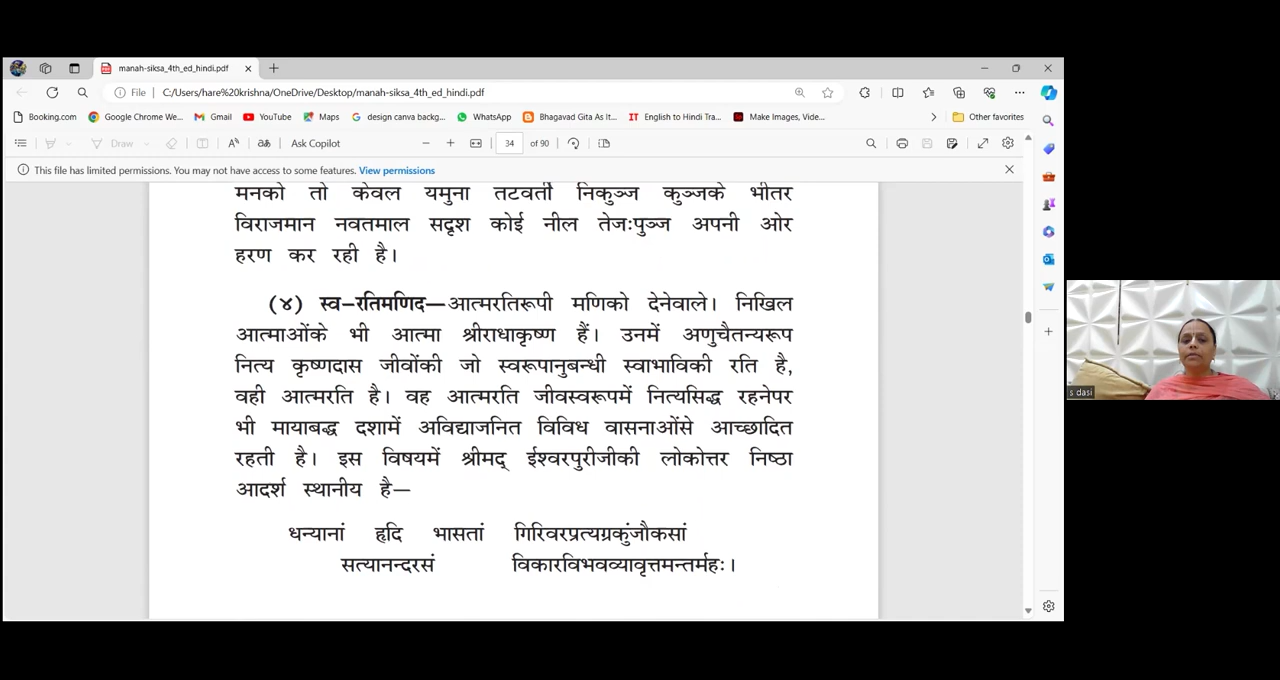 manah-siksa_4th_ed_hindi.pdf
File C:/Users/hare%20krishna/OneDrive/Desktop/manah-siksa_4th_ed_hindi.pdf
Booking.com Google Chrome We... Gmail YouTube Maps design canva backg... WhatsApp Bhagavad Gita As It... English to Hindi Tra... Make Images, Vide... Other favorites
Draw Ask Copilot 34 of 90
This file has limited permissions. You may not have access to some features. View permissions
मनको तो केवल यमुना तटवर्ती निकुञ्ज कुञ्जके भीतर
विराजमान नवतमाल सदृश कोई नील तेजःपुञ्ज अपनी ओर
हरण कर रही है।
(४) स्व-रतिमणिद—आत्मरतिरूपी मणिको देनेवाले। निखिल
आत्माओंके भी आत्मा श्रीराधाकृष्ण हैं। उनमें अणुचैतन्यरूप
नित्य कृष्णदास जीवोंकी जो स्वरूपानुबन्धी स्वाभाविकी रति है,
वही आत्मरति है। वह आत्मरति जीवस्वरूपमें नित्यसिद्ध रहनेपर
भी मायाबद्ध दशामें अविद्याजनित विविध वासनाओंसे आच्छादित
रहती है। इस विषयमें श्रीमद् ईश्वरपुरीजीकी लोकोत्तर निष्ठा
आदर्श स्थानीय है—
धन्यानां हृदि भासतां गिरिवरप्रत्यग्रकुंजौकसां
सत्यानन्दरसं विकारविभवव्यावृत्तमन्तर्महः।
s dasi